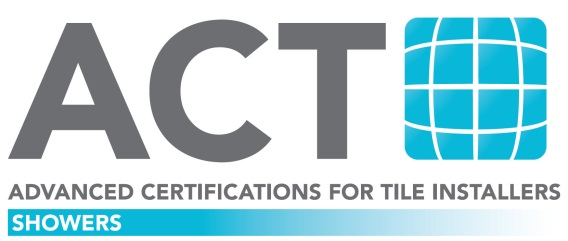 ACT
ADVANCED CERTIFICATIONS FOR TILE INSTALLERS
SHOWERS